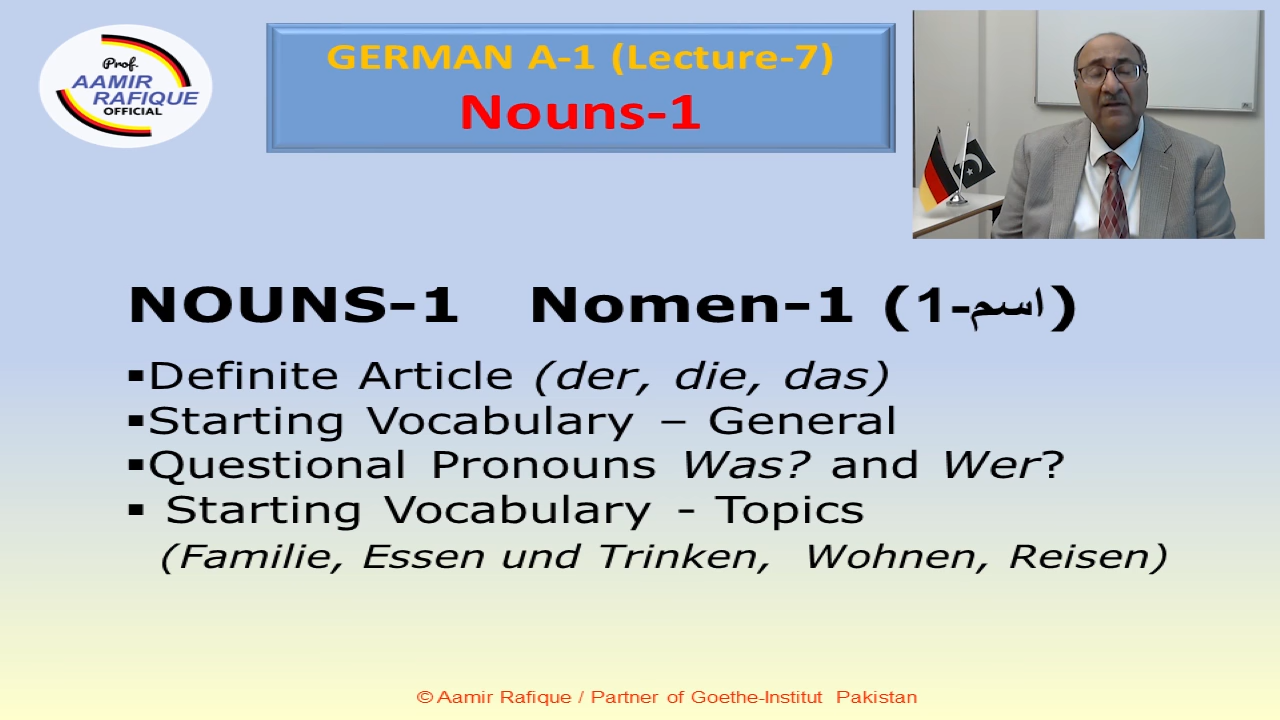 Prof.
AAMIR
RAFIQUE
OFFICIAL
GERMAN A-1 (Lecture-7)
Nouns-1
NOUNS-1 Nomen-1 (اسم-1)
▪Definite Article (der, die, das)
▪Starting Vocabulary – General
▪Questional Pronouns Was? and Wer?
▪ Starting Vocabulary - Topics
(Familie, Essen und Trinken, Wohnen, Reisen)
© Aamir Rafique / Partner of Goethe-Institut Pakistan